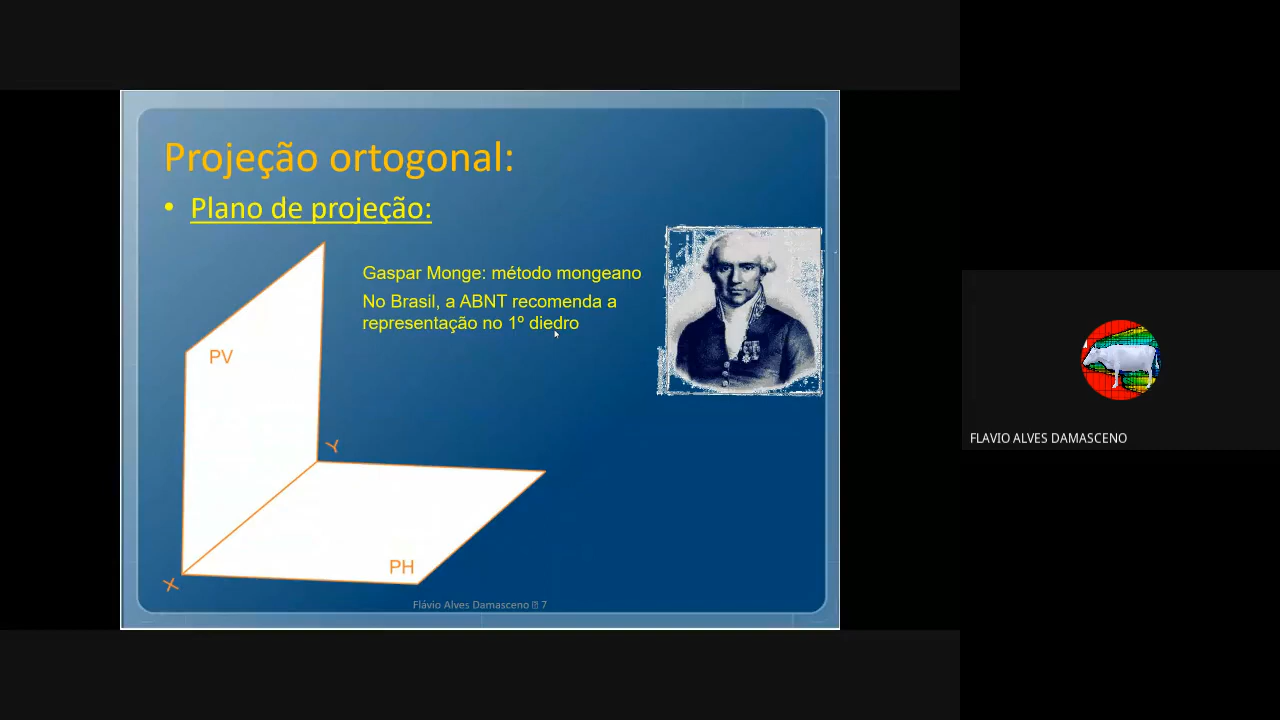 Projeção ortogonal:
• Plano de projeção:
Gaspar Monge: método mongeano
No Brasil, a ABNT recomenda a
representação no 1º diedro
PV
Y
PH
X
Flávio Alves Damasceno 7
FLAVIO ALVES DAMASCENO